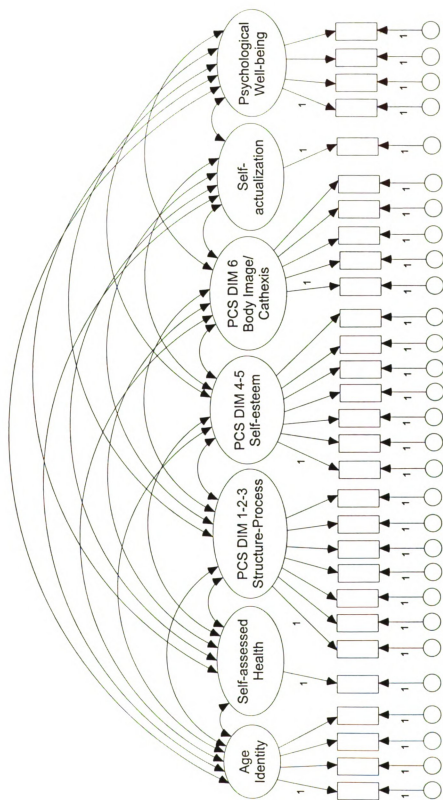 Age
Identity
Self-assessed
Health
PCS DIM 1-2-3
Structure-Process
PCS DIM 4-5
Self-esteem
PCS DIM 6
Body Image/
Cathexis
Self-
actualization
Psychological
Well-being
1 1 1 1 1 1 1
1 1 1 1 1 1 1 1 1 1 1 1 1 1 1 1 1 1 1 1 1 1 1 1 1 1 1 1 1